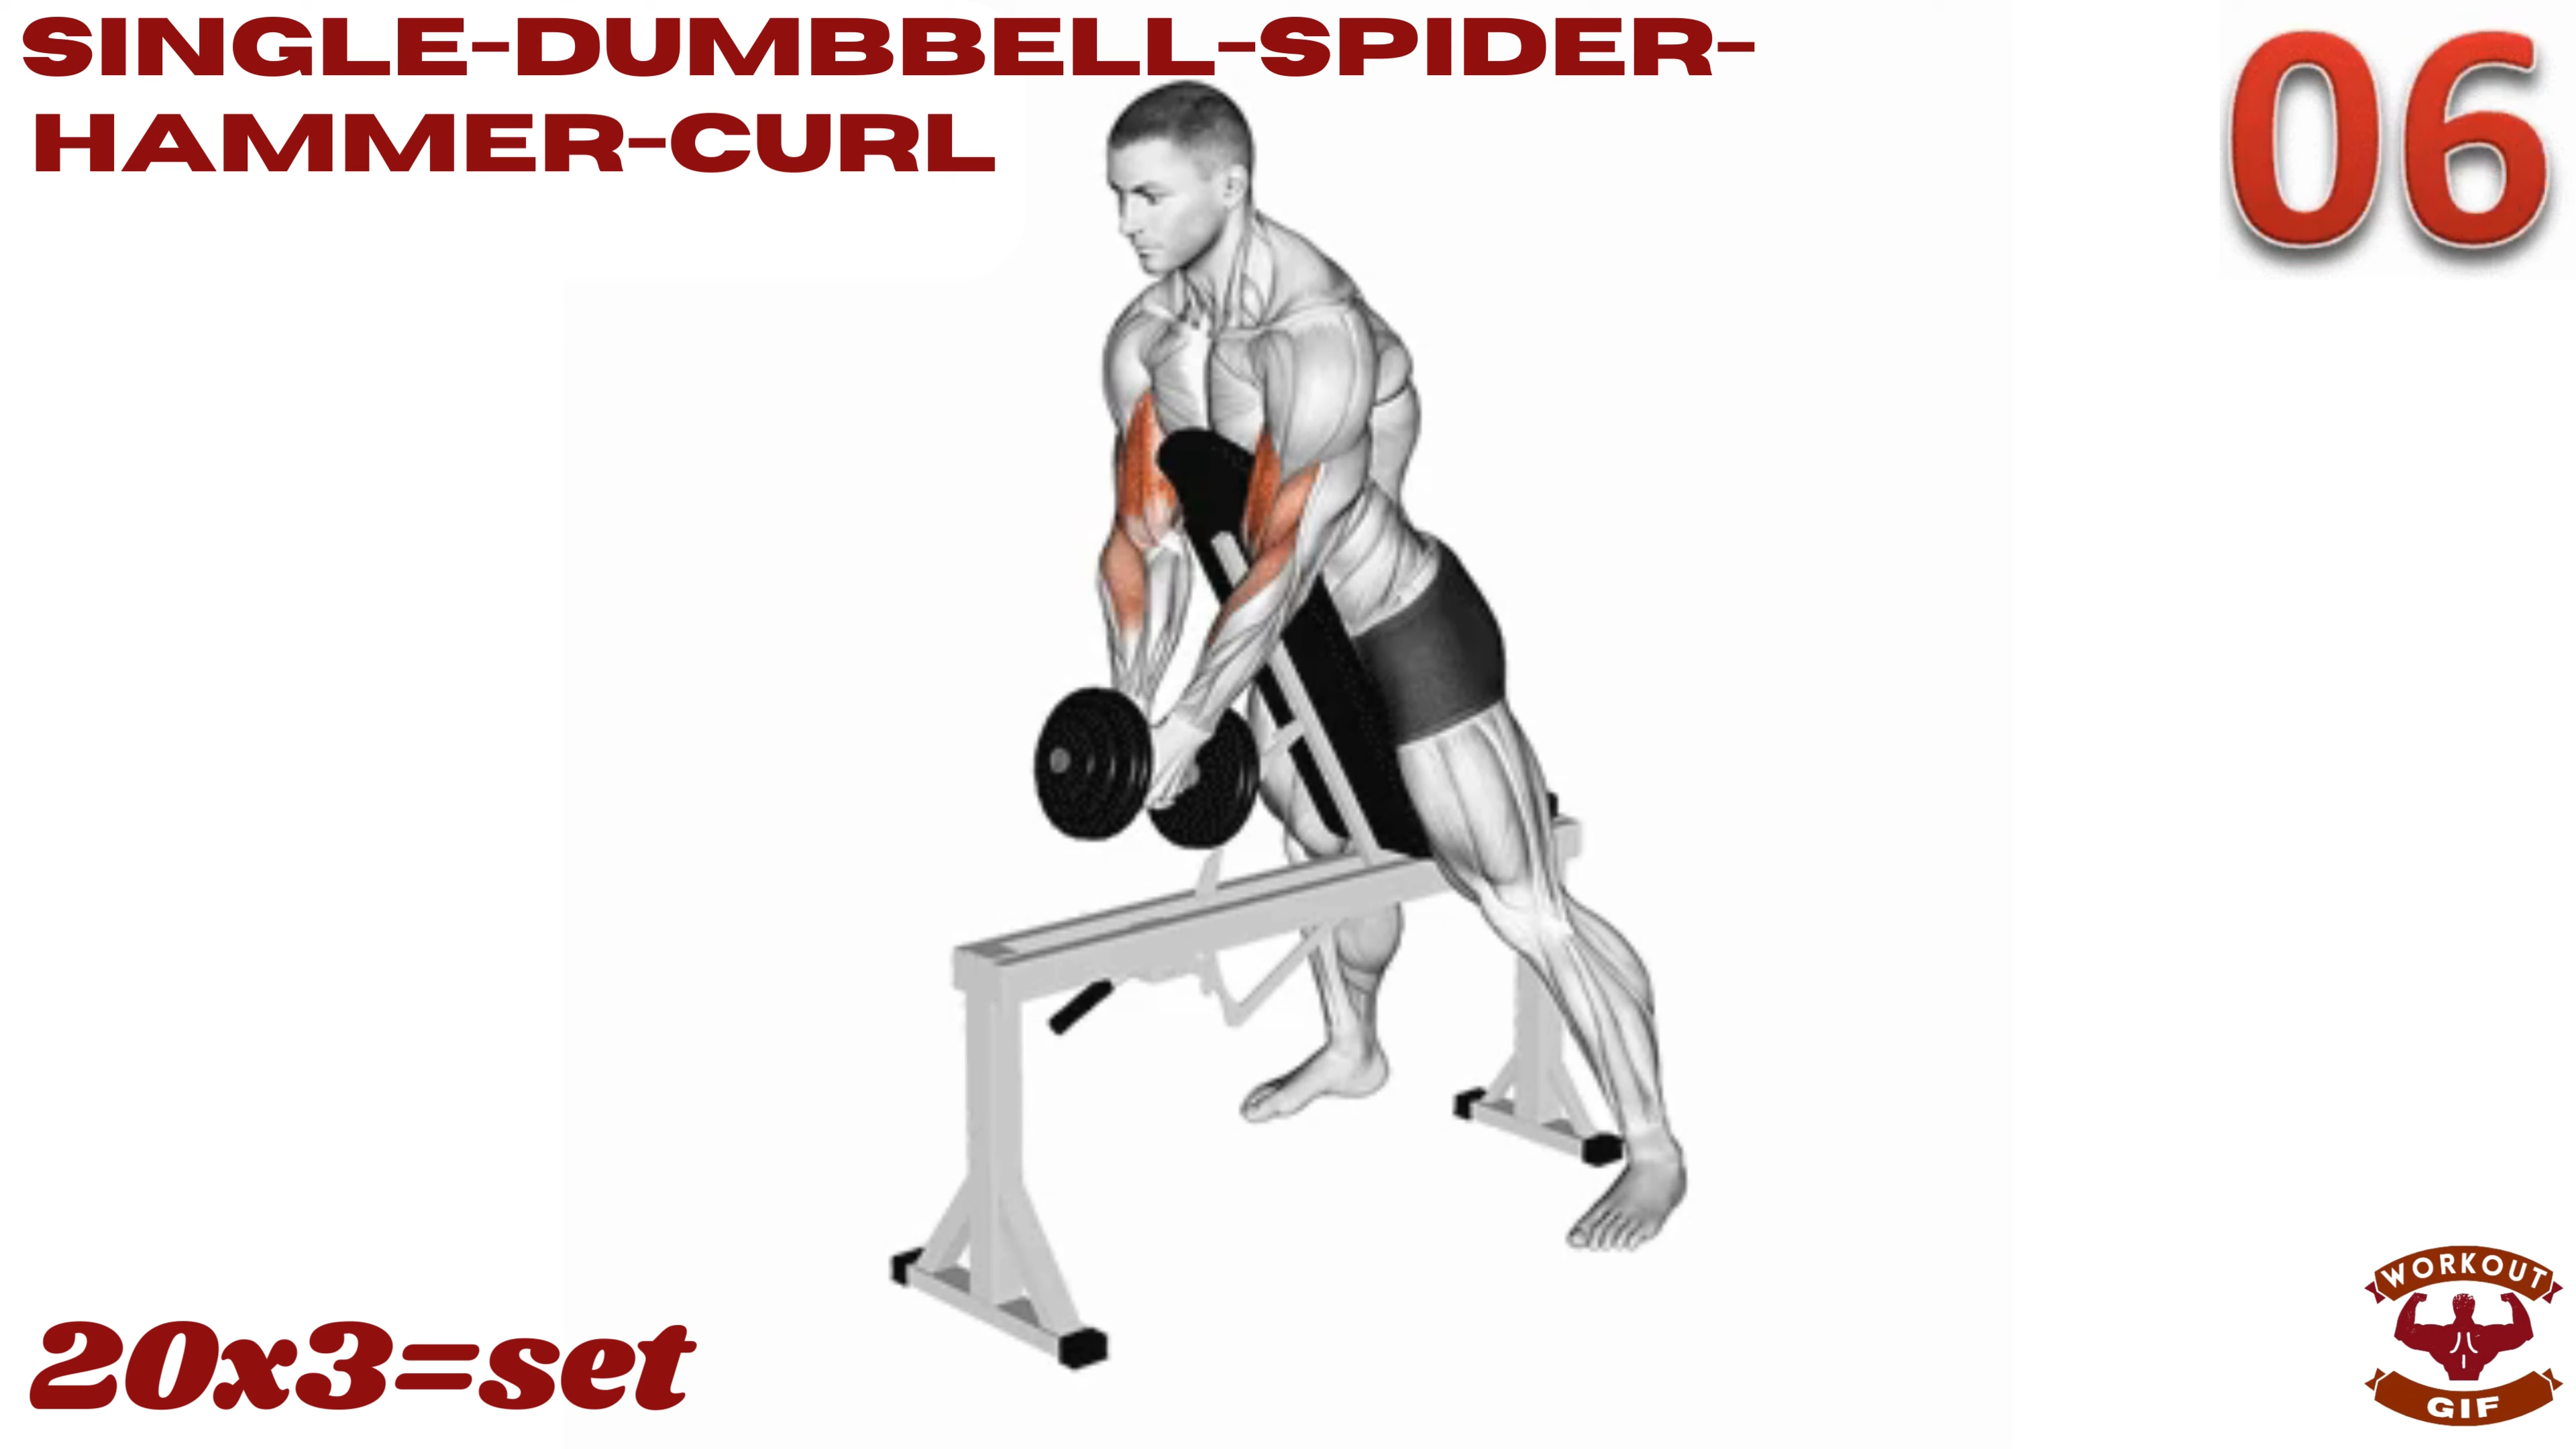 SINGLE-DUMBBELL-SPIDER-
HAMMER-CURL
06
20x3=set
WORKOUT
GIF